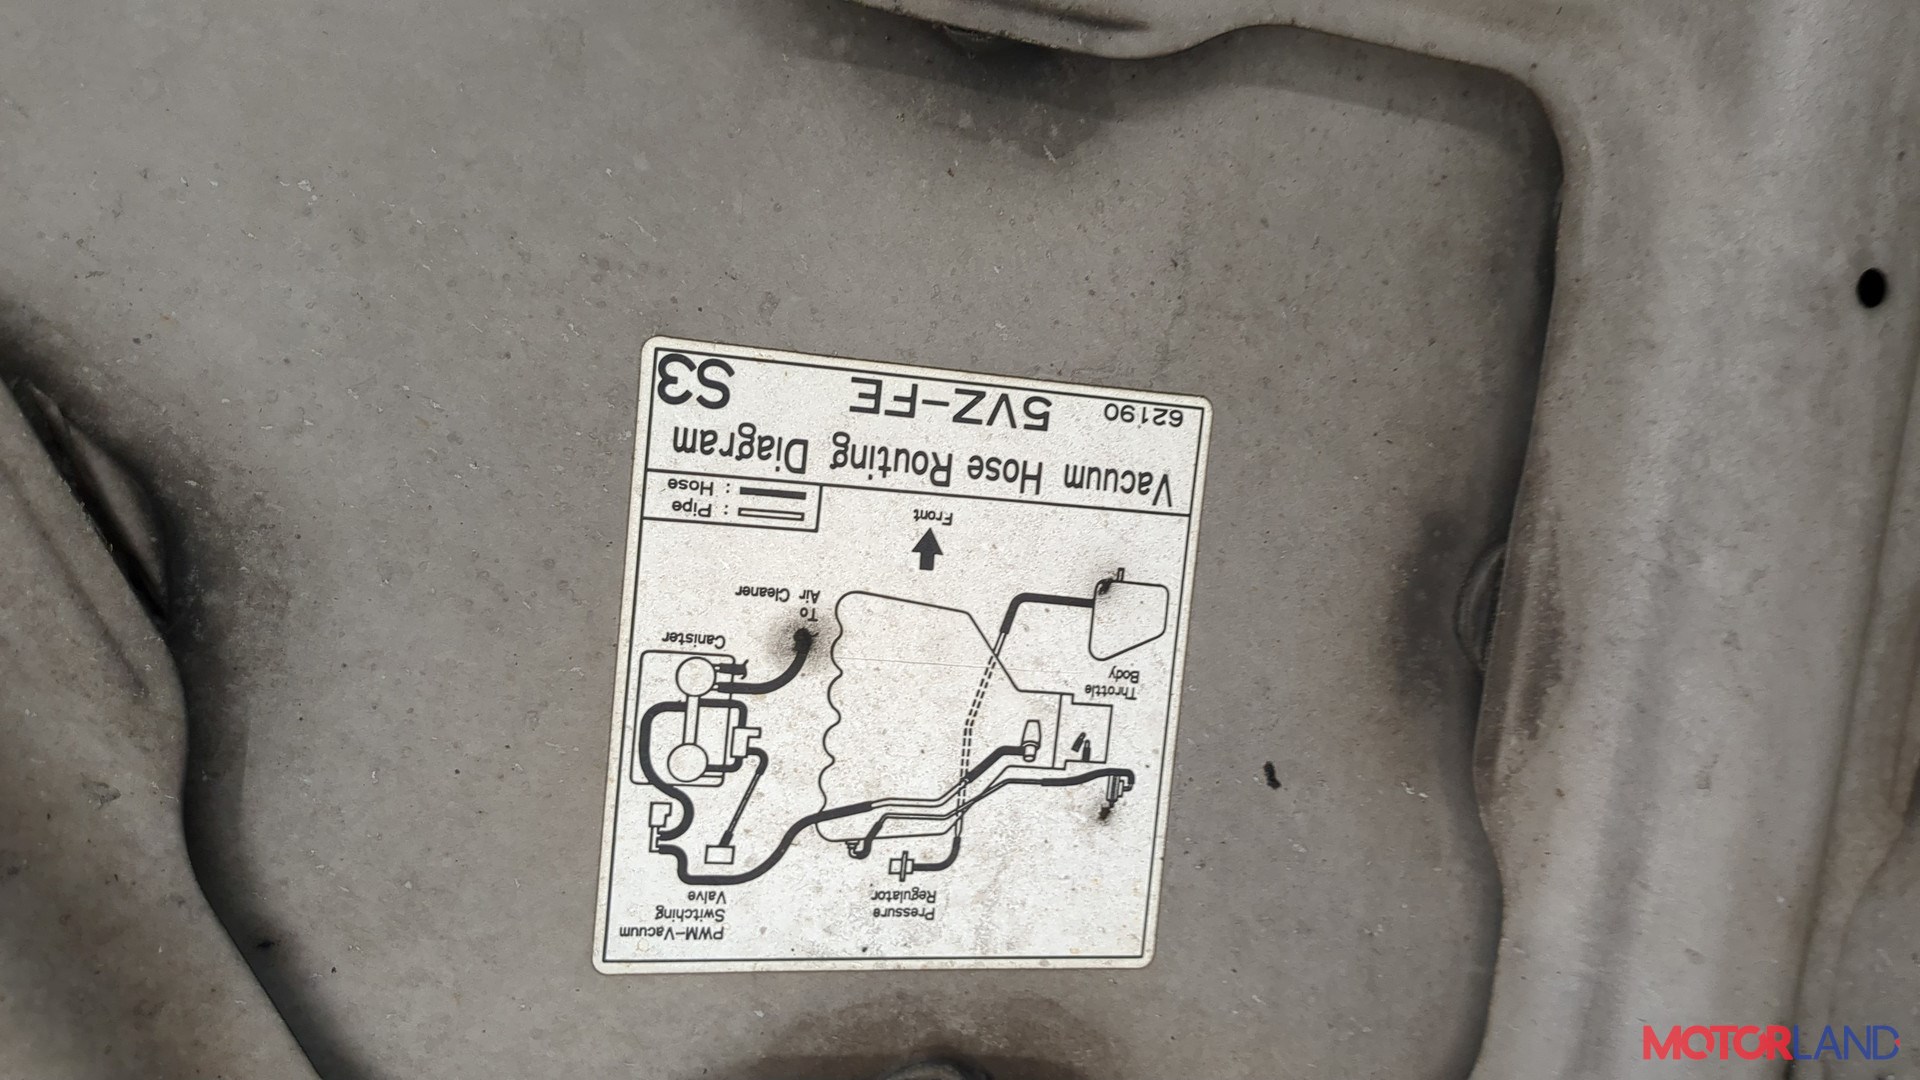 62190 5VZ-FE S3
Vacuum Hose Routing Diagram
Pipe :
Hose :
Front
To
Air Cleaner
Canister
Throttle
Body
Pressure
Regulator
PWM-Vacuum
Switching
Valve
MOTORLAND